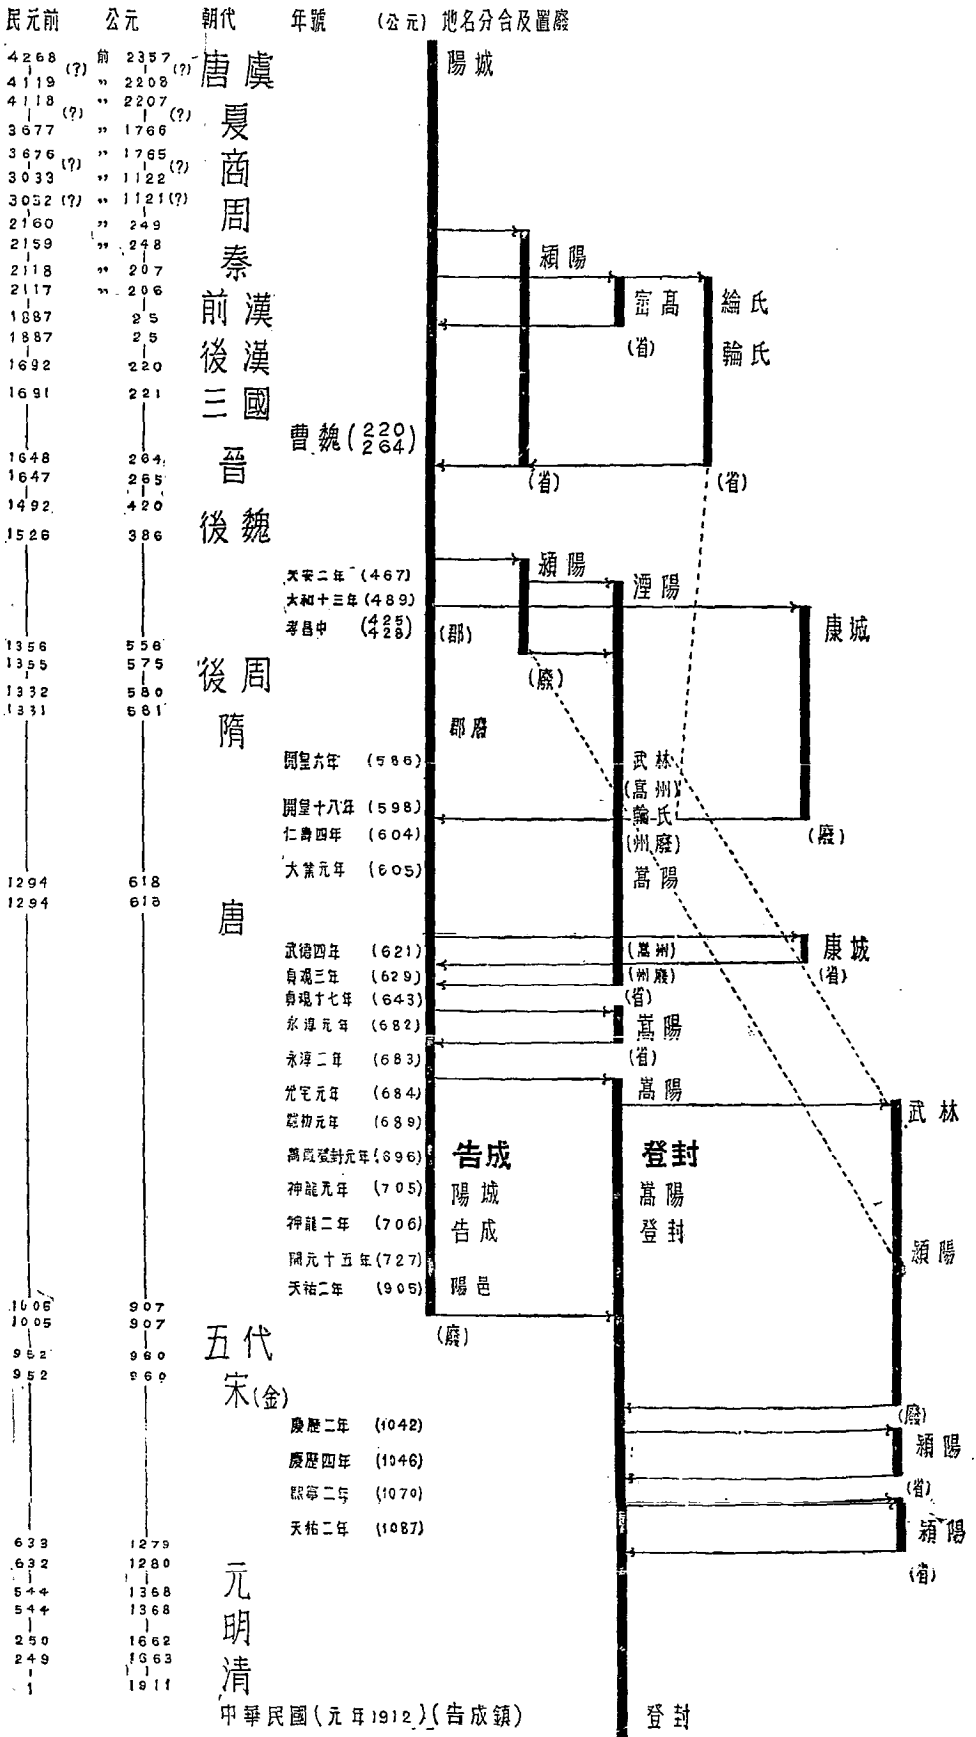 民元前 公元 朝代 年號 (公元) 地名分合及置廢
4268 (?) 前 2357 (?) 唐虞 陽城
4119 〃 2208
4118 (?) 〃 2207 (?) 夏
3677 〃 1766
3676 (?) 〃 1765 (?) 商
3033 〃 1122
3032 (?) 〃 1121 (?) 周
2160 〃 249
2159 〃 248 秦 潁陽
2118 〃 207
2117 〃 206 前漢 崈高 綸氏
1887 25
1887 25 後漢 (省) 輪氏
1692 220
1691 221 三國
曹魏 (220 264)
1648 264 晉
1647 265 (省) (省)
1492 420
1526 386 後魏
天安二年 (467) 潁陽 湮陽
太和十三年 (489) 康城
孝昌中 (425 428) (郡)
1356 556
1355 575 後周 (廢)
1332 580
1331 581 隋 郡廢
開皇六年 (586) 武林
(嵩州)
開皇十八年 (598) 輪氏
仁壽四年 (604) (州廢) (廢)
大業元年 (605) 嵩陽
1294 618
1294 618 唐
武德四年 (621) (嵩州) 康城
貞觀三年 (629) (州廢) (省)
貞觀十七年 (643) (省)
永淳元年 (682) 嵩陽
永淳二年 (683) (省)
光宅元年 (684) 嵩陽
載初元年 (689) 武林
萬歲登封元年 (696) 告成 登封
神龍元年 (705) 陽城 嵩陽
神龍二年 (706) 告成 登封
開元十五年 (727) 潁陽
天祐二年 (905) 陽邑
1006 907
1005 907 五代 (廢)
952 960
952 960 宋(金)
慶歷二年 (1042) (廢) 潁陽
慶歷四年 (1046) (省)
熙寧二年 (1070)
天祐二年 (1087) 潁陽
633 1279 (省)
632 1280 元
544 1368
544 1368 明
250 1662
249 1663 清
1 1911
中華民國(元年1912)(告成鎮) 登封